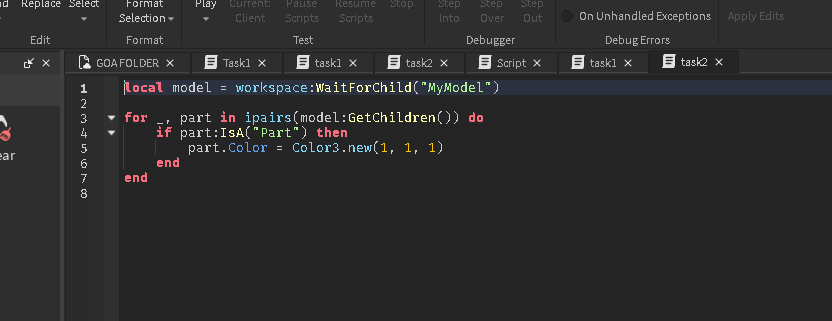 Replace Select
Format
Selection
Play
Current:
Client
Pause
Scripts
Resume
Scripts
Stop
Step
Into
Step
Over
Step
Out
On Unhandled Exceptions
Apply Edits
Edit
Format
Test
Debugger
Debug Errors
GOA FOLDER
Task1
task1
task2
Script
task1
task2
1 local model = workspace:WaitForChild("MyModel")
2
3 for _, part in ipairs(model:GetChildren()) do
4 if part:IsA("Part") then
5 part.Color = Color3.new(1, 1, 1)
6 end
7 end
8
ear